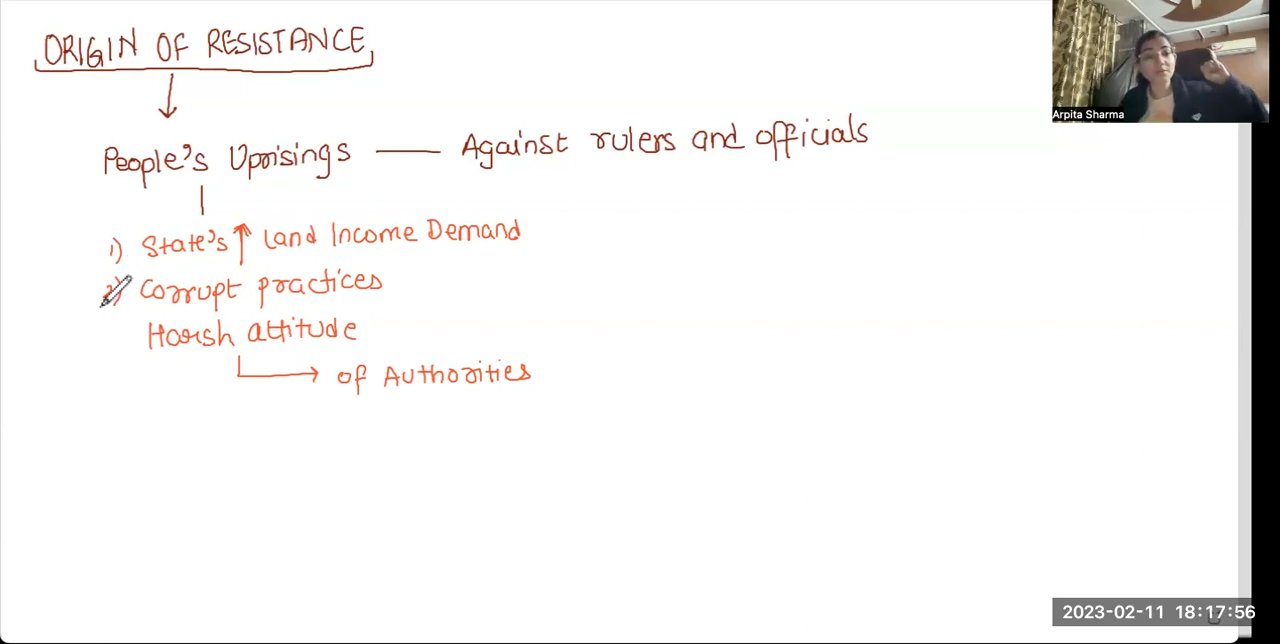 ORIGIN OF RESISTANCE
People's Uprisings — Against rulers and officials
1) State's ↑ Land Income Demand
2) Corrupt practices
Harsh attitude
of Authorities
Arpita Sharma
2023-02-11 18:17:56